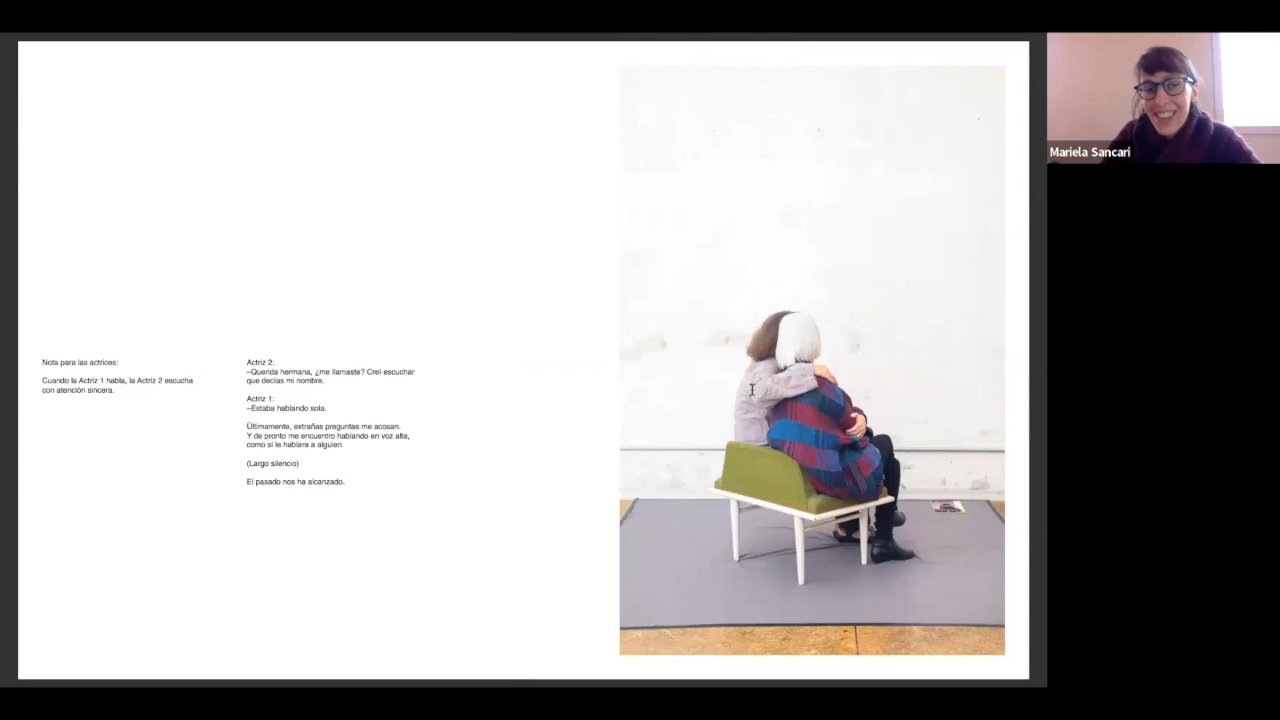 Nota para las actrices:
Cuando la Actriz 1 habla, la Actriz 2 escucha
con atención sincera.
Actriz 2:
–Querida hermana, ¿me llamaste? Creí escuchar
que decías mi nombre.
Actriz 1:
–Estaba hablando sola.
Últimamente, extrañas preguntas me acosan.
Y de pronto me encuentro hablando en voz alta,
como si le hablara a alguien.
(Largo silencio)
El pasado nos ha alcanzado.
Mariela Sancari